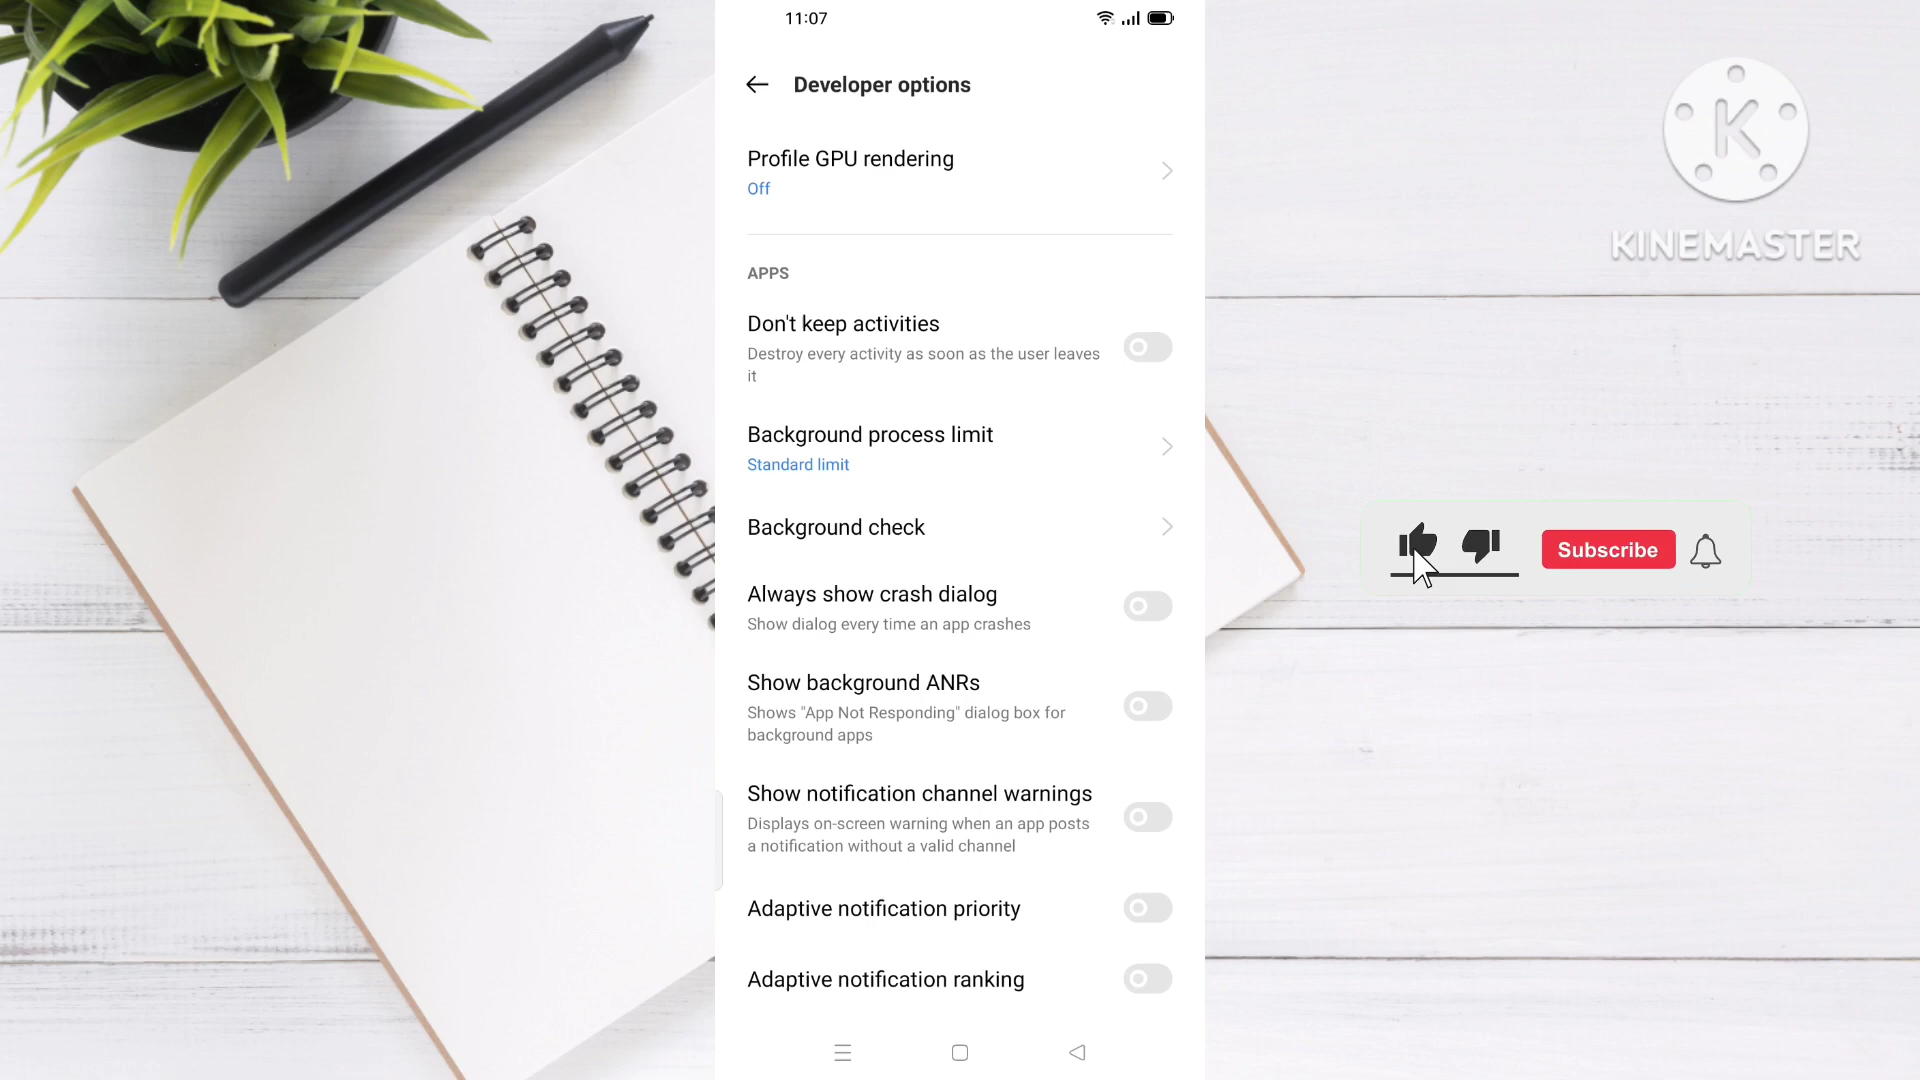 11:07
Developer options
Profile GPU rendering
Off
APPS
Don't keep activities
Destroy every activity as soon as the user leaves
it
Background process limit
Standard limit
Background check
Always show crash dialog
Show dialog every time an app crashes
Show background ANRs
Shows "App Not Responding" dialog box for
background apps
Show notification channel warnings
Displays on-screen warning when an app posts
a notification without a valid channel
Adaptive notification priority
Adaptive notification ranking
K
KINEMASTER
Subscribe